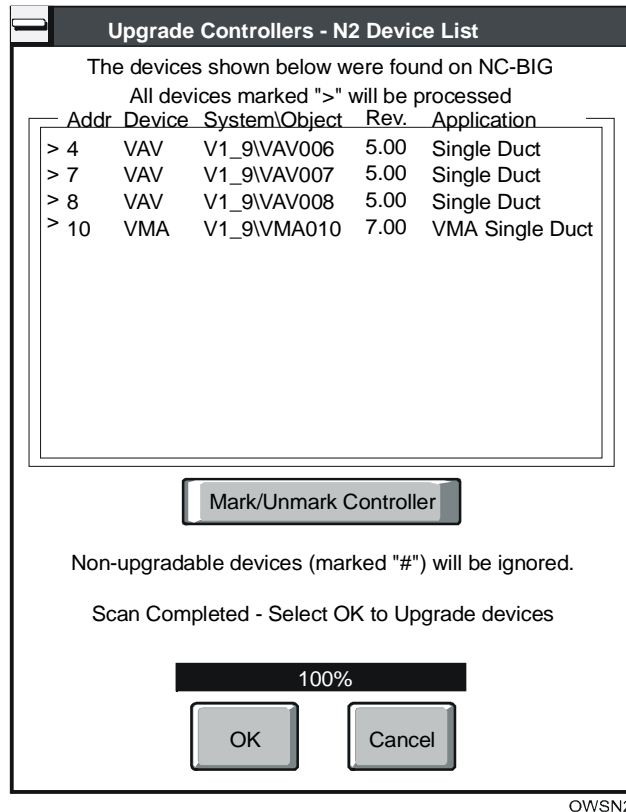 Upgrade Controllers - N2 Device List
The devices shown below were found on NC-BIG
All devices marked ">" will be processed
Addr Device System\Object Rev. Application
> 4 VAV V1_9\VAV006 5.00 Single Duct
> 7 VAV V1_9\VAV007 5.00 Single Duct
> 8 VAV V1_9\VAV008 5.00 Single Duct
> 10 VMA V1_9\VMA010 7.00 VMA Single Duct
Mark/Unmark Controller
Non-upgradable devices (marked "#") will be ignored.
Scan Completed - Select OK to Upgrade devices
100%
OK Cancel
OWSN2